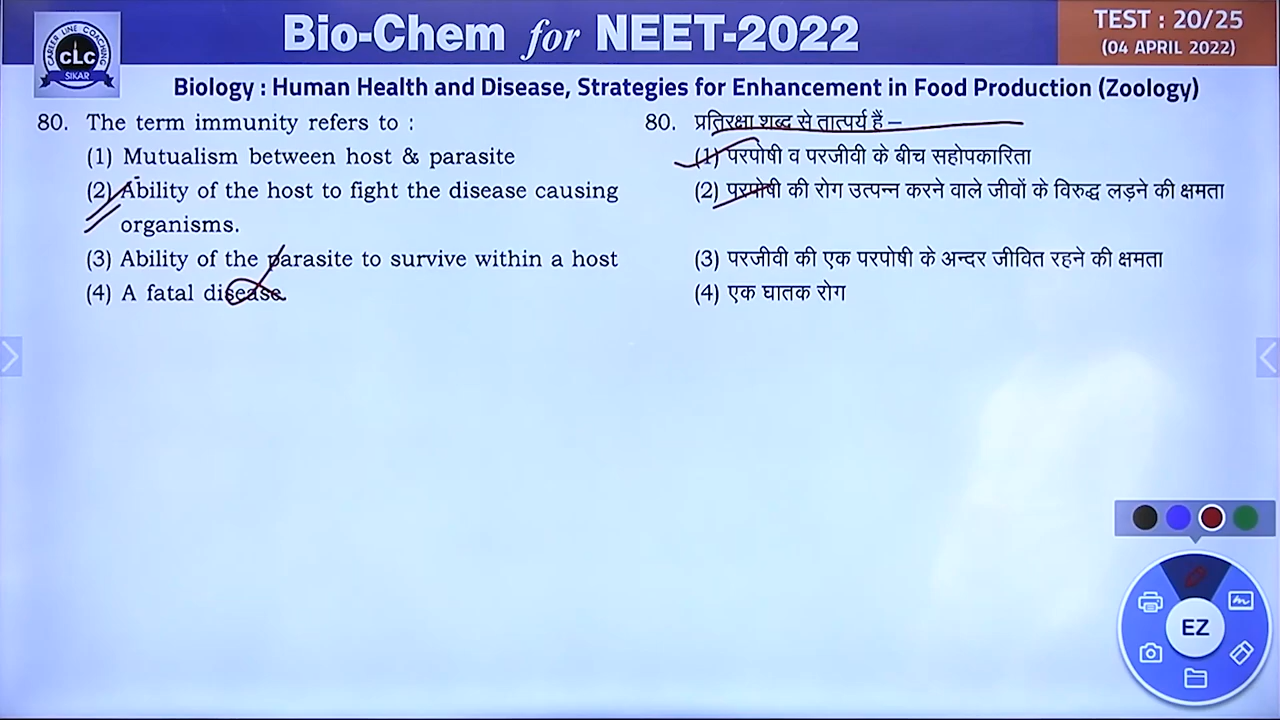 CAREER LINE COACHING
CLC
SIKAR
Bio-Chem for NEET-2022
TEST : 20/25
(04 APRIL 2022)
Biology : Human Health and Disease, Strategies for Enhancement in Food Production (Zoology)
80. The term immunity refers to :
(1) Mutualism between host & parasite
(2) Ability of the host to fight the disease causing
organisms.
(3) Ability of the parasite to survive within a host
(4) A fatal disease.
80. प्रतिरक्षा शब्द से तात्पर्य हैं –
(1) परपोषी व परजीवी के बीच सहोपकारिता
(2) परपोषी की रोग उत्पन्न करने वाले जीवों के विरुद्ध लड़ने की क्षमता
(3) परजीवी की एक परपोषी के अन्दर जीवित रहने की क्षमता
(4) एक घातक रोग
EZ